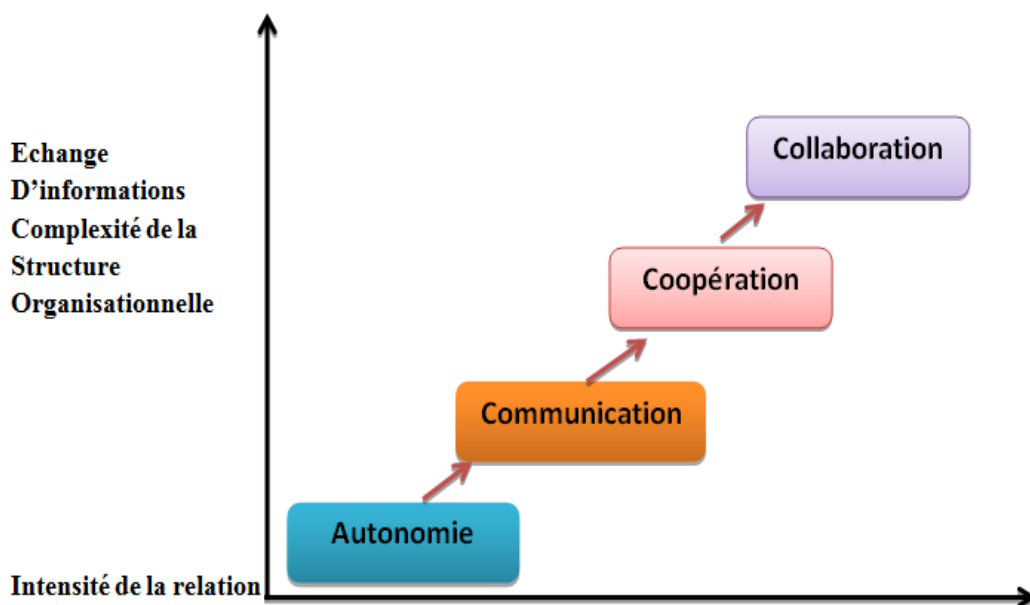 Collaboration
Echange
D’informations
Complexité de la
Structure
Organisationnelle
Coopération
Communication
Autonomie
Intensité de la relation